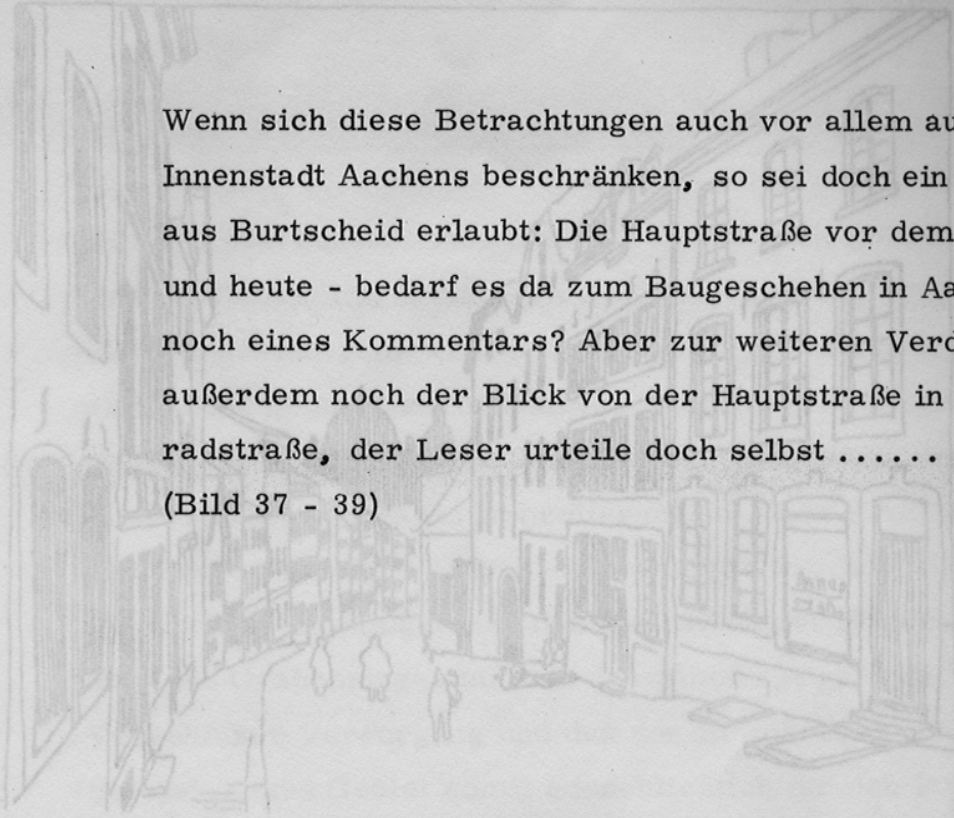 Wenn sich diese Betrachtungen auch vor allem au
Innenstadt Aachens beschränken, so sei doch ein
aus Burtscheid erlaubt: Die Hauptstraße vor dem
und heute - bedarf es da zum Baugeschehen in Aa
noch eines Kommentars? Aber zur weiteren Verd
außerdem noch der Blick von der Hauptstraße in
radstraße, der Leser urteile doch selbst ......
(Bild 37 - 39)